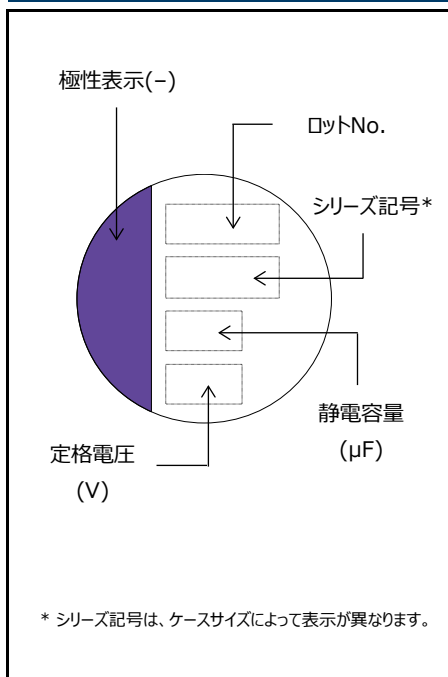 極性表示(−)
ロットNo.
シリーズ記号*
静電容量
(μF)
定格電圧
(V)
* シリーズ記号は、ケースサイズによって表示が異なります。